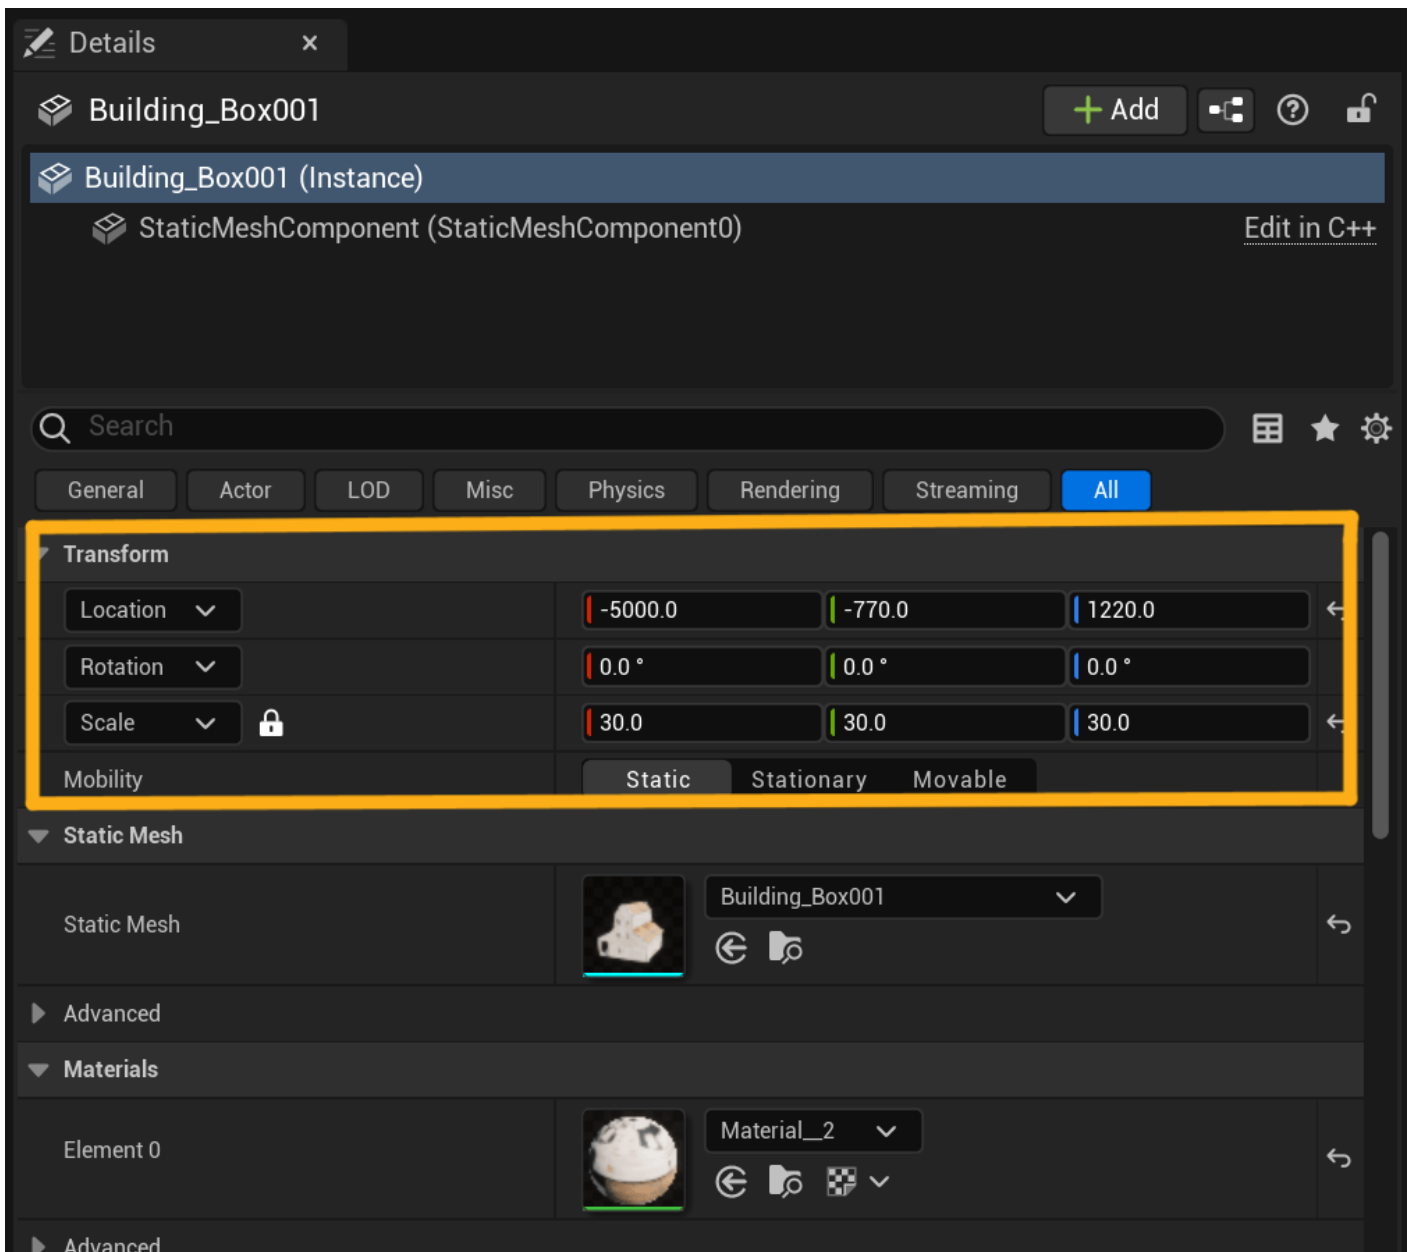 Details
Building_Box001
Add
Building_Box001 (Instance)
StaticMeshComponent (StaticMeshComponent0) Edit in C++
Search
General Actor LOD Misc Physics Rendering Streaming All
Transform
Location -5000.0 -770.0 1220.0
Rotation 0.0 ° 0.0 ° 0.0 °
Scale 30.0 30.0 30.0
Mobility Static Stationary Movable
Static Mesh
Building_Box001
Static Mesh
Advanced
Materials
Material__2
Element 0
Advanced